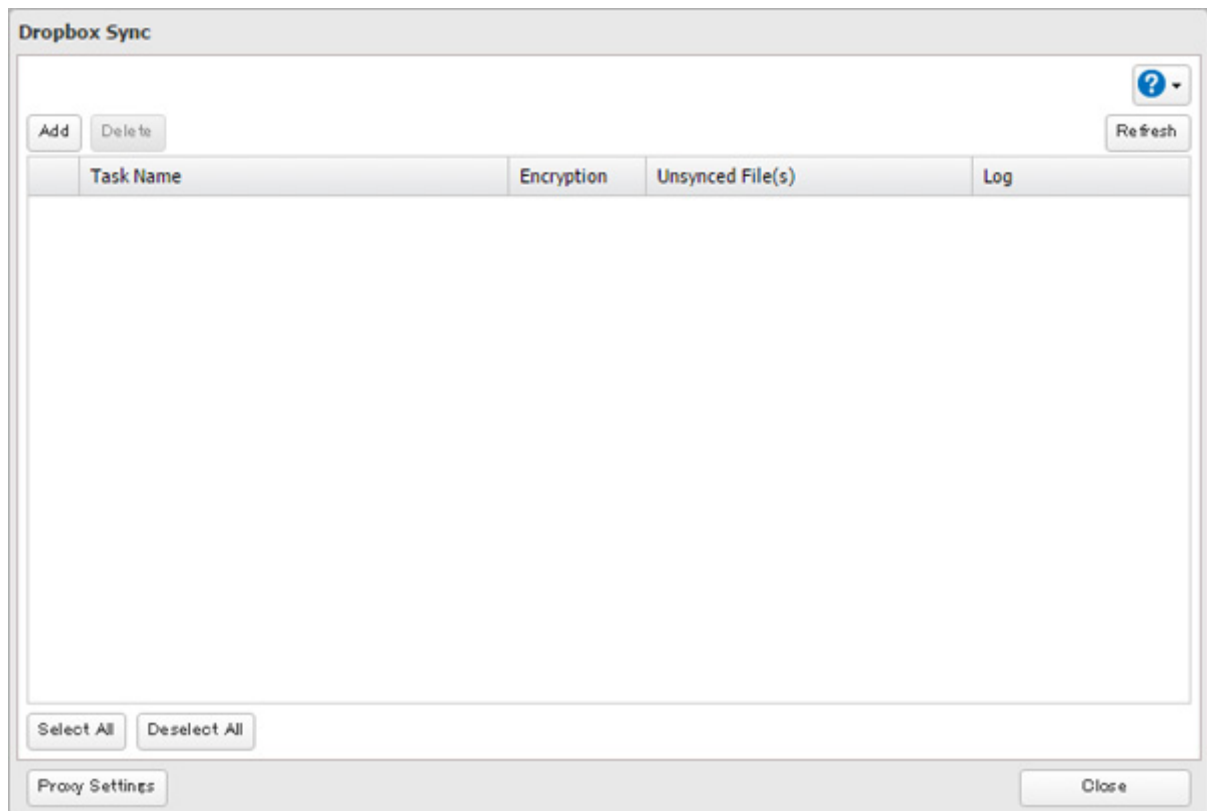 Dropbox Sync
?
Add Delete Refresh
Task Name Encryption Unsynced File(s) Log
Select All Deselect All
Proxy Settings Close